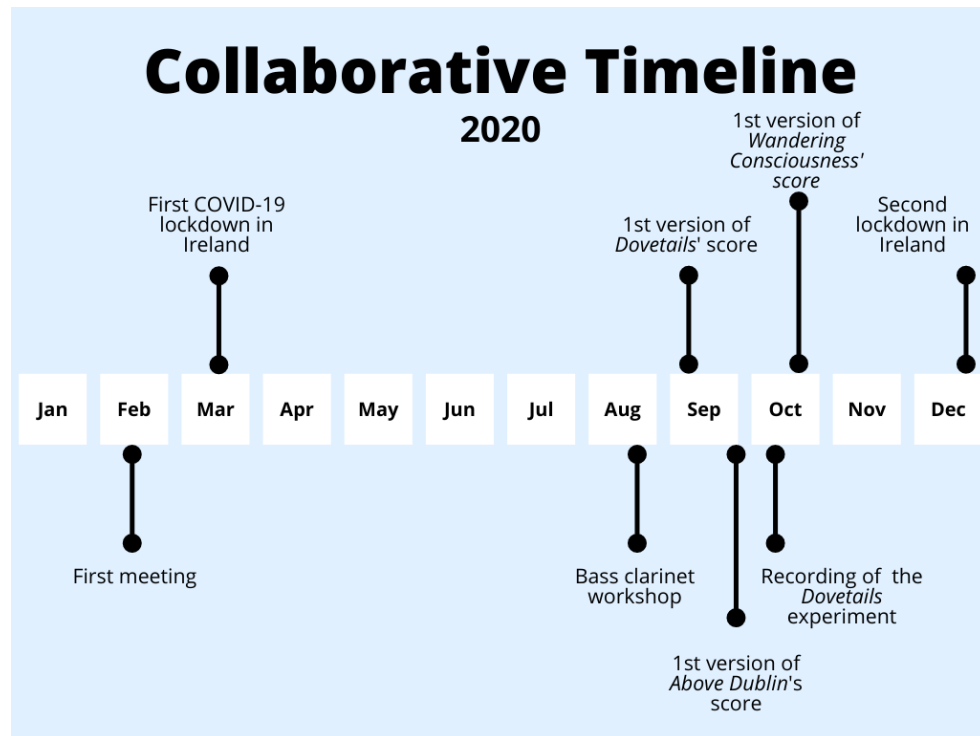 Collaborative Timeline
2020
1st version of
Wandering
Consciousness'
score
First COVID-19
lockdown in
Ireland
1st version of
Dovetails' score
Second
lockdown in
Ireland
Jan Feb Mar Apr May Jun Jul Aug Sep Oct Nov Dec
First meeting
Bass clarinet
workshop
Recording of  the
Dovetails
experiment
1st version of
Above Dublin's
score